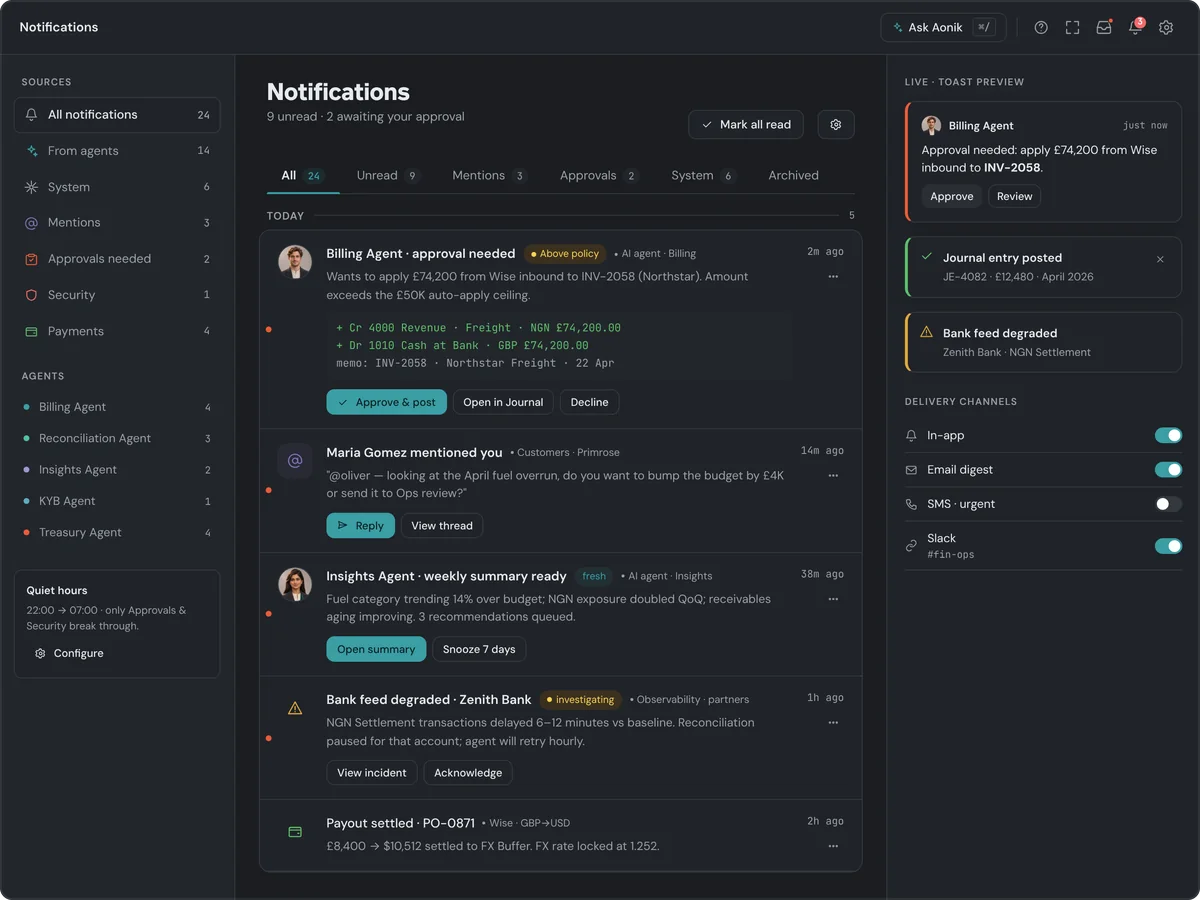 Notifications
Ask Aonik ⌘/
3
SOURCES
All notifications 24
From agents 14
System 6
Mentions 3
Approvals needed 2
Security 1
Payments 4
AGENTS
Billing Agent 4
Reconciliation Agent 3
Insights Agent 2
KYB Agent 1
Treasury Agent 4
Quiet hours
22:00 → 07:00 · only Approvals &
Security break through.
Configure
Notifications
9 unread · 2 awaiting your approval
Mark all read
All 24 Unread 9 Mentions 3 Approvals 2 System 6 Archived
TODAY 5
Billing Agent · approval needed Above policy • AI agent · Billing 2m ago
Wants to apply £74,200 from Wise inbound to INV-2058 (Northstar). Amount
exceeds the £50K auto-apply ceiling.
+ Cr 4000 Revenue · Freight · NGN £74,200.00
+ Dr 1010 Cash at Bank · GBP £74,200.00
memo: INV-2058 · Northstar Freight · 22 Apr
Approve & post Open in Journal Decline
@ Maria Gomez mentioned you • Customers · Primrose 14m ago
"@oliver — looking at the April fuel overrun, do you want to bump the budget by £4K
or send it to Ops review?"
Reply View thread
Insights Agent · weekly summary ready fresh • AI agent · Insights 38m ago
Fuel category trending 14% over budget; NGN exposure doubled QoQ; receivables
aging improving. 3 recommendations queued.
Open summary Snooze 7 days
Bank feed degraded · Zenith Bank investigating • Observability · partners 1h ago
NGN Settlement transactions delayed 6–12 minutes vs baseline. Reconciliation
paused for that account; agent will retry hourly.
View incident Acknowledge
Payout settled · PO-0871 • Wise · GBP→USD 2h ago
£8,400 → $10,512 settled to FX Buffer. FX rate locked at 1.252.
LIVE · TOAST PREVIEW
Billing Agent just now
Approval needed: apply £74,200 from Wise
inbound to INV-2058.
Approve Review
Journal entry posted
JE-4082 · £12,480 · April 2026
Bank feed degraded
Zenith Bank · NGN Settlement
DELIVERY CHANNELS
In-app
Email digest
SMS · urgent
Slack
#fin-ops